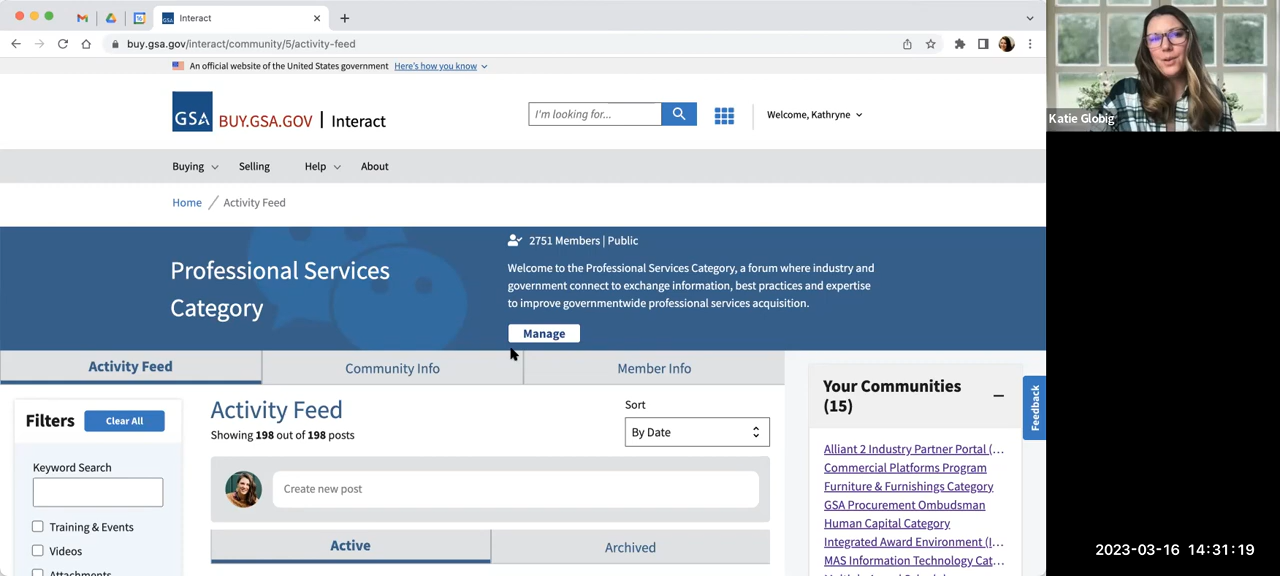 Interact
buy.gsa.gov/interact/community/5/activity-feed
An official website of the United States government Here's how you know
GSA BUY.GSA.GOV | Interact
I'm looking for...
Welcome, Kathryne
Katie Globig
Buying Selling Help About
Home / Activity Feed
Professional Services
Category
2751 Members | Public
Welcome to the Professional Services Category, a forum where industry and
government connect to exchange information, best practices and expertise
to improve governmentwide professional services acquisition.
Manage
Activity Feed Community Info Member Info
Filters Clear All
Keyword Search
Training & Events
Videos
Attachments
Activity Feed
Showing 198 out of 198 posts
Sort
By Date
Create new post
Active Archived
Your Communities
(15)
Alliant 2 Industry Partner Portal (...
Commercial Platforms Program
Furniture & Furnishings Category
GSA Procurement Ombudsman
Human Capital Category
Integrated Award Environment (I...
MAS Information Technology Cat...
Feedback
2023-03-16 14:31:19